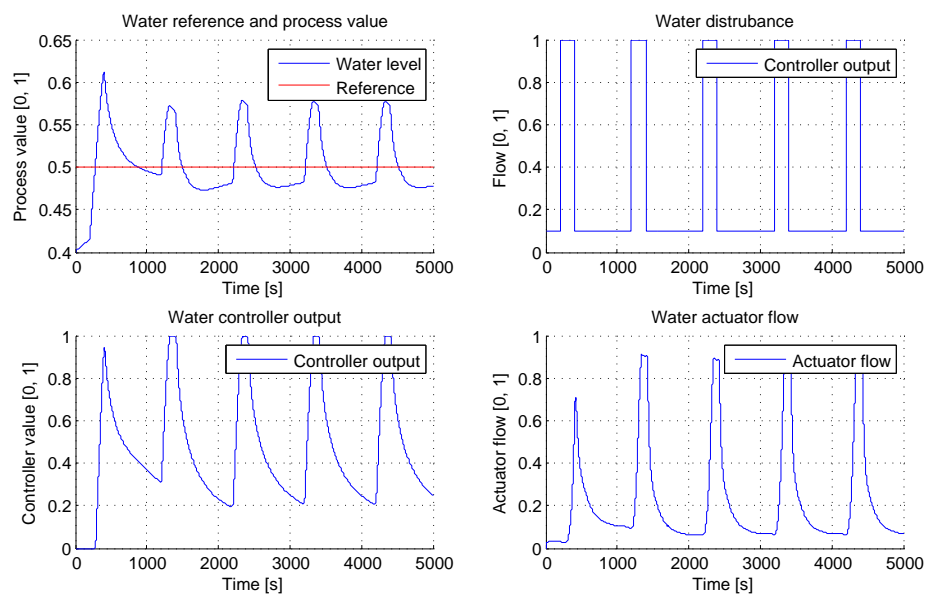 Water reference and process value
0.65
0.6
0.55
0.5
0.45
0.4
Process value [0, 1]
Water level
Reference
0 1000 2000 3000 4000 5000
Time [s]
Water distrubance
1
0.8
0.6
0.4
0.2
0
Flow [0, 1]
Controller output
0 1000 2000 3000 4000 5000
Time [s]
Water controller output
1
0.8
0.6
0.4
0.2
0
Controller value [0, 1]
Controller output
0 1000 2000 3000 4000 5000
Time [s]
Water actuator flow
1
0.8
0.6
0.4
0.2
0
Actuator flow [0, 1]
Actuator flow
0 1000 2000 3000 4000 5000
Time [s]